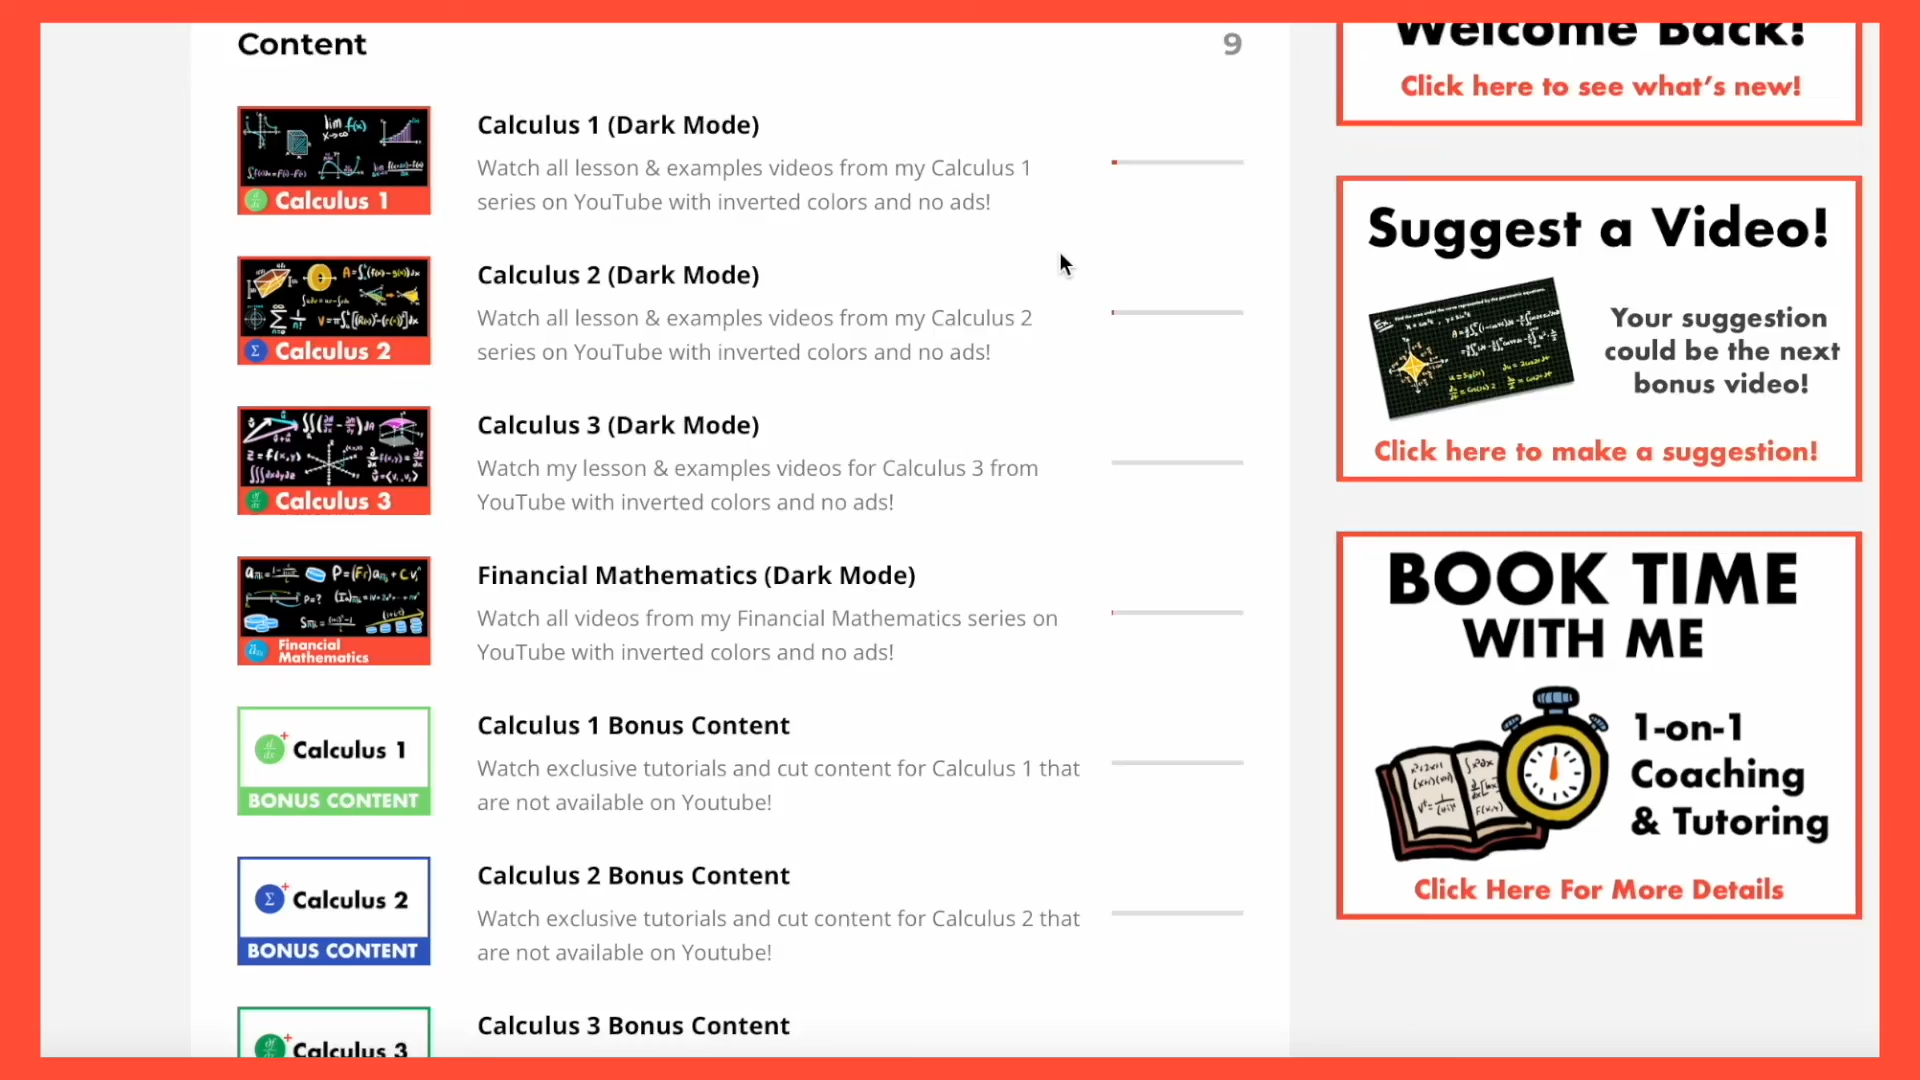 Content
9
Calculus 1
Calculus 1 (Dark Mode)
Watch all lesson & examples videos from my Calculus 1
series on YouTube with inverted colors and no ads!
Calculus 2
Calculus 2 (Dark Mode)
Watch all lesson & examples videos from my Calculus 2
series on YouTube with inverted colors and no ads!
Calculus 3
Calculus 3 (Dark Mode)
Watch my lesson & examples videos for Calculus 3 from
YouTube with inverted colors and no ads!
Financial
Mathematics
Financial Mathematics (Dark Mode)
Watch all videos from my Financial Mathematics series on
YouTube with inverted colors and no ads!
Calculus 1
BONUS CONTENT
Calculus 1 Bonus Content
Watch exclusive tutorials and cut content for Calculus 1 that
are not available on Youtube!
Calculus 2
BONUS CONTENT
Calculus 2 Bonus Content
Watch exclusive tutorials and cut content for Calculus 2 that
are not available on Youtube!
Calculus 3
Calculus 3 Bonus Content
Welcome Back!
Click here to see what's new!
Suggest a Video!
Your suggestion
could be the next
bonus video!
Click here to make a suggestion!
BOOK TIME
WITH ME
1-on-1
Coaching
& Tutoring
Click Here For More Details